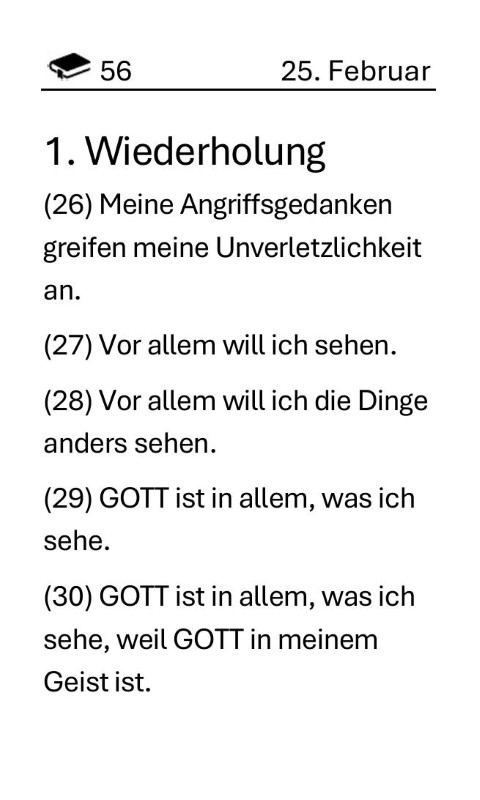 56 25. Februar
1. Wiederholung
(26) Meine Angriffsgedanken
greifen meine Unverletzlichkeit
an.
(27) Vor allem will ich sehen.
(28) Vor allem will ich die Dinge
anders sehen.
(29) GOTT ist in allem, was ich
sehe.
(30) GOTT ist in allem, was ich
sehe, weil GOTT in meinem
Geist ist.